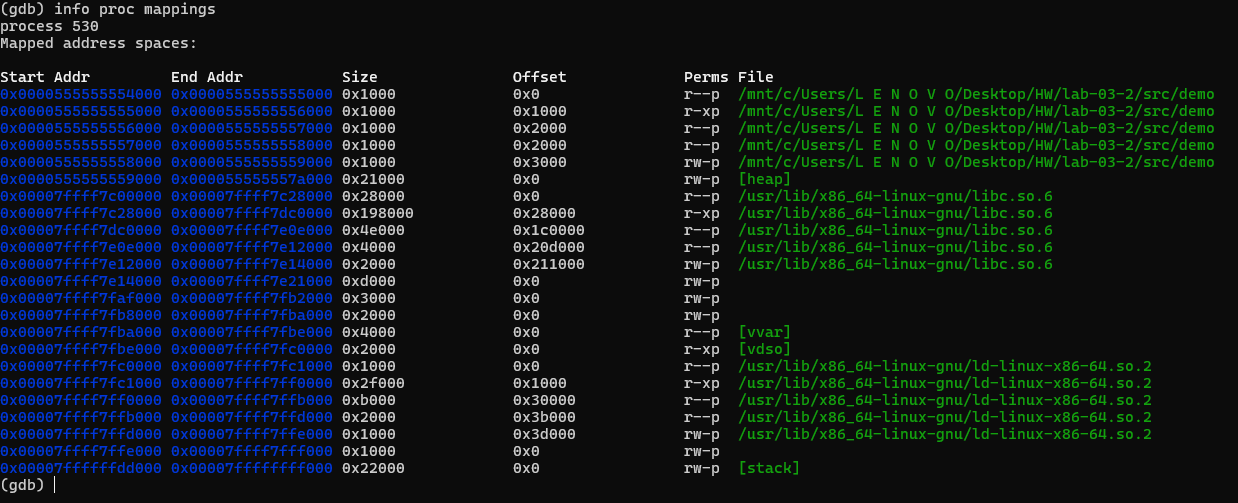 (gdb) info proc mappings
process 530
Mapped address spaces:

Start Addr         End Addr           Size               Offset             Perms File
0x0000555555554000 0x0000555555555000 0x1000             0x0                r--p  /mnt/c/Users/L E N O V O/Desktop/HW/lab-03-2/src/demo
0x0000555555555000 0x0000555555556000 0x1000             0x1000             r-xp  /mnt/c/Users/L E N O V O/Desktop/HW/lab-03-2/src/demo
0x0000555555556000 0x0000555555557000 0x1000             0x2000             r--p  /mnt/c/Users/L E N O V O/Desktop/HW/lab-03-2/src/demo
0x0000555555557000 0x0000555555558000 0x1000             0x2000             r--p  /mnt/c/Users/L E N O V O/Desktop/HW/lab-03-2/src/demo
0x0000555555558000 0x0000555555559000 0x1000             0x3000             rw-p  /mnt/c/Users/L E N O V O/Desktop/HW/lab-03-2/src/demo
0x0000555555559000 0x000055555557a000 0x21000            0x0                rw-p  [heap]
0x00007ffff7c00000 0x00007ffff7c28000 0x28000            0x0                r--p  /usr/lib/x86_64-linux-gnu/libc.so.6
0x00007ffff7c28000 0x00007ffff7dc0000 0x198000           0x28000            r-xp  /usr/lib/x86_64-linux-gnu/libc.so.6
0x00007ffff7dc0000 0x00007ffff7e0e000 0x4e000            0x1c0000           r--p  /usr/lib/x86_64-linux-gnu/libc.so.6
0x00007ffff7e0e000 0x00007ffff7e12000 0x4000             0x20d000           r--p  /usr/lib/x86_64-linux-gnu/libc.so.6
0x00007ffff7e12000 0x00007ffff7e14000 0x2000             0x211000           rw-p  /usr/lib/x86_64-linux-gnu/libc.so.6
0x00007ffff7e14000 0x00007ffff7e21000 0xd000             0x0                rw-p
0x00007ffff7faf000 0x00007ffff7fb2000 0x3000             0x0                rw-p
0x00007ffff7fb8000 0x00007ffff7fba000 0x2000             0x0                rw-p
0x00007ffff7fba000 0x00007ffff7fbe000 0x4000             0x0                r--p  [vvar]
0x00007ffff7fbe000 0x00007ffff7fc0000 0x2000             0x0                r-xp  [vdso]
0x00007ffff7fc0000 0x00007ffff7fc1000 0x1000             0x0                r--p  /usr/lib/x86_64-linux-gnu/ld-linux-x86-64.so.2
0x00007ffff7fc1000 0x00007ffff7ff0000 0x2f000            0x1000             r-xp  /usr/lib/x86_64-linux-gnu/ld-linux-x86-64.so.2
0x00007ffff7ff0000 0x00007ffff7ffb000 0xb000             0x30000            r--p  /usr/lib/x86_64-linux-gnu/ld-linux-x86-64.so.2
0x00007ffff7ffb000 0x00007ffff7ffd000 0x2000             0x3b000            r--p  /usr/lib/x86_64-linux-gnu/ld-linux-x86-64.so.2
0x00007ffff7ffd000 0x00007ffff7ffe000 0x1000             0x3d000            rw-p  /usr/lib/x86_64-linux-gnu/ld-linux-x86-64.so.2
0x00007ffff7ffe000 0x00007ffff7fff000 0x1000             0x0                rw-p
0x00007ffffffdd000 0x00007ffffffff000 0x22000            0x0                rw-p  [stack]
(gdb)